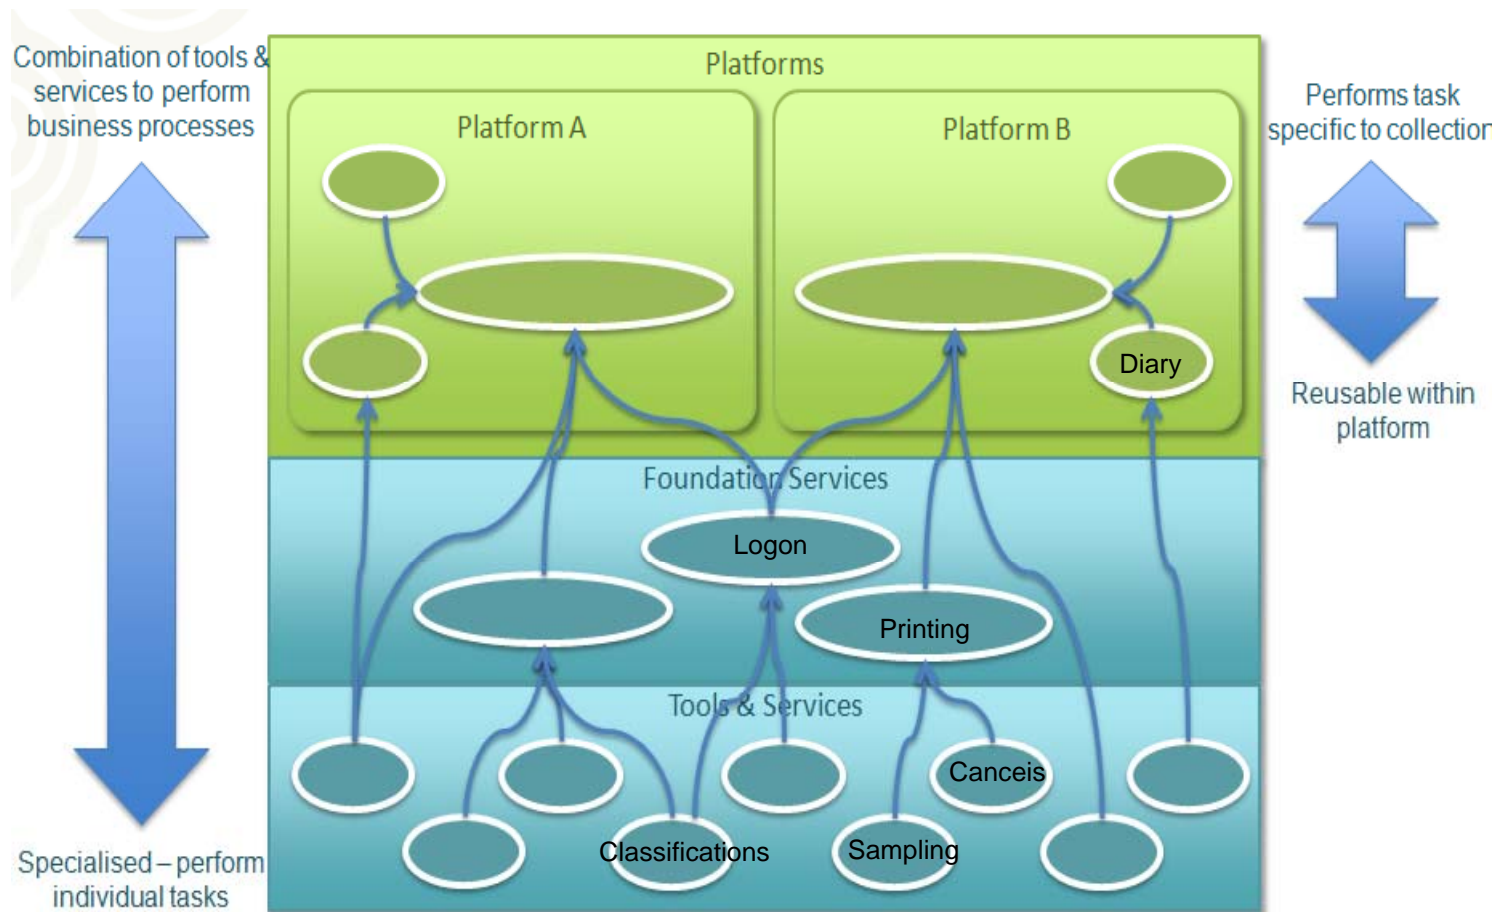 Combination of tools &
services to perform
business processes
Platforms
Platform A
Platform B
Performs task
specific to collection
Diary
Reusable within
platform
Foundation Services
Logon
Printing
Tools & Services
Canceis
Classifications
Sampling
Specialised – perform
individual tasks